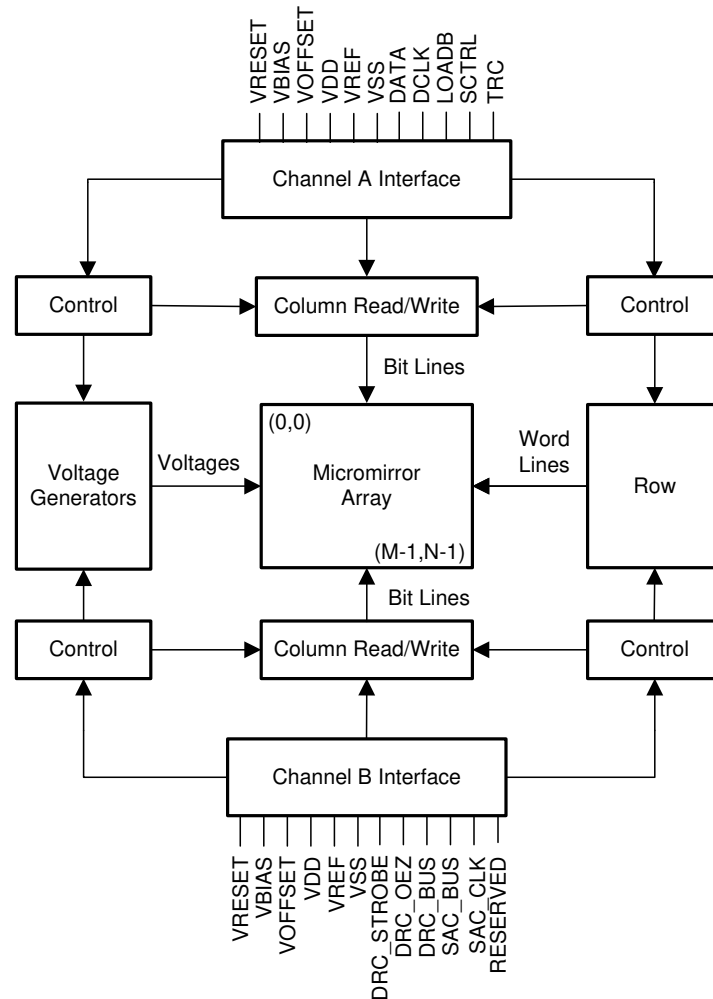 VRESET
VBIAS
VOFFSET
VDD
VREF
VSS
DATA
DCLK
LOADB
SCTRL
TRC
Channel A Interface
Control
Column Read/Write
Control
Bit Lines
(0,0)
Voltage
Generators
Voltages
Micromirror
Array
Word
Lines
Row
(M-1,N-1)
Bit Lines
Control
Column Read/Write
Control
Channel B Interface
VRESET
VBIAS
VOFFSET
VDD
VREF
VSS
DRC_STROBE
DRC_OEZ
DRC_BUS
SAC_BUS
SAC_CLK
RESERVED